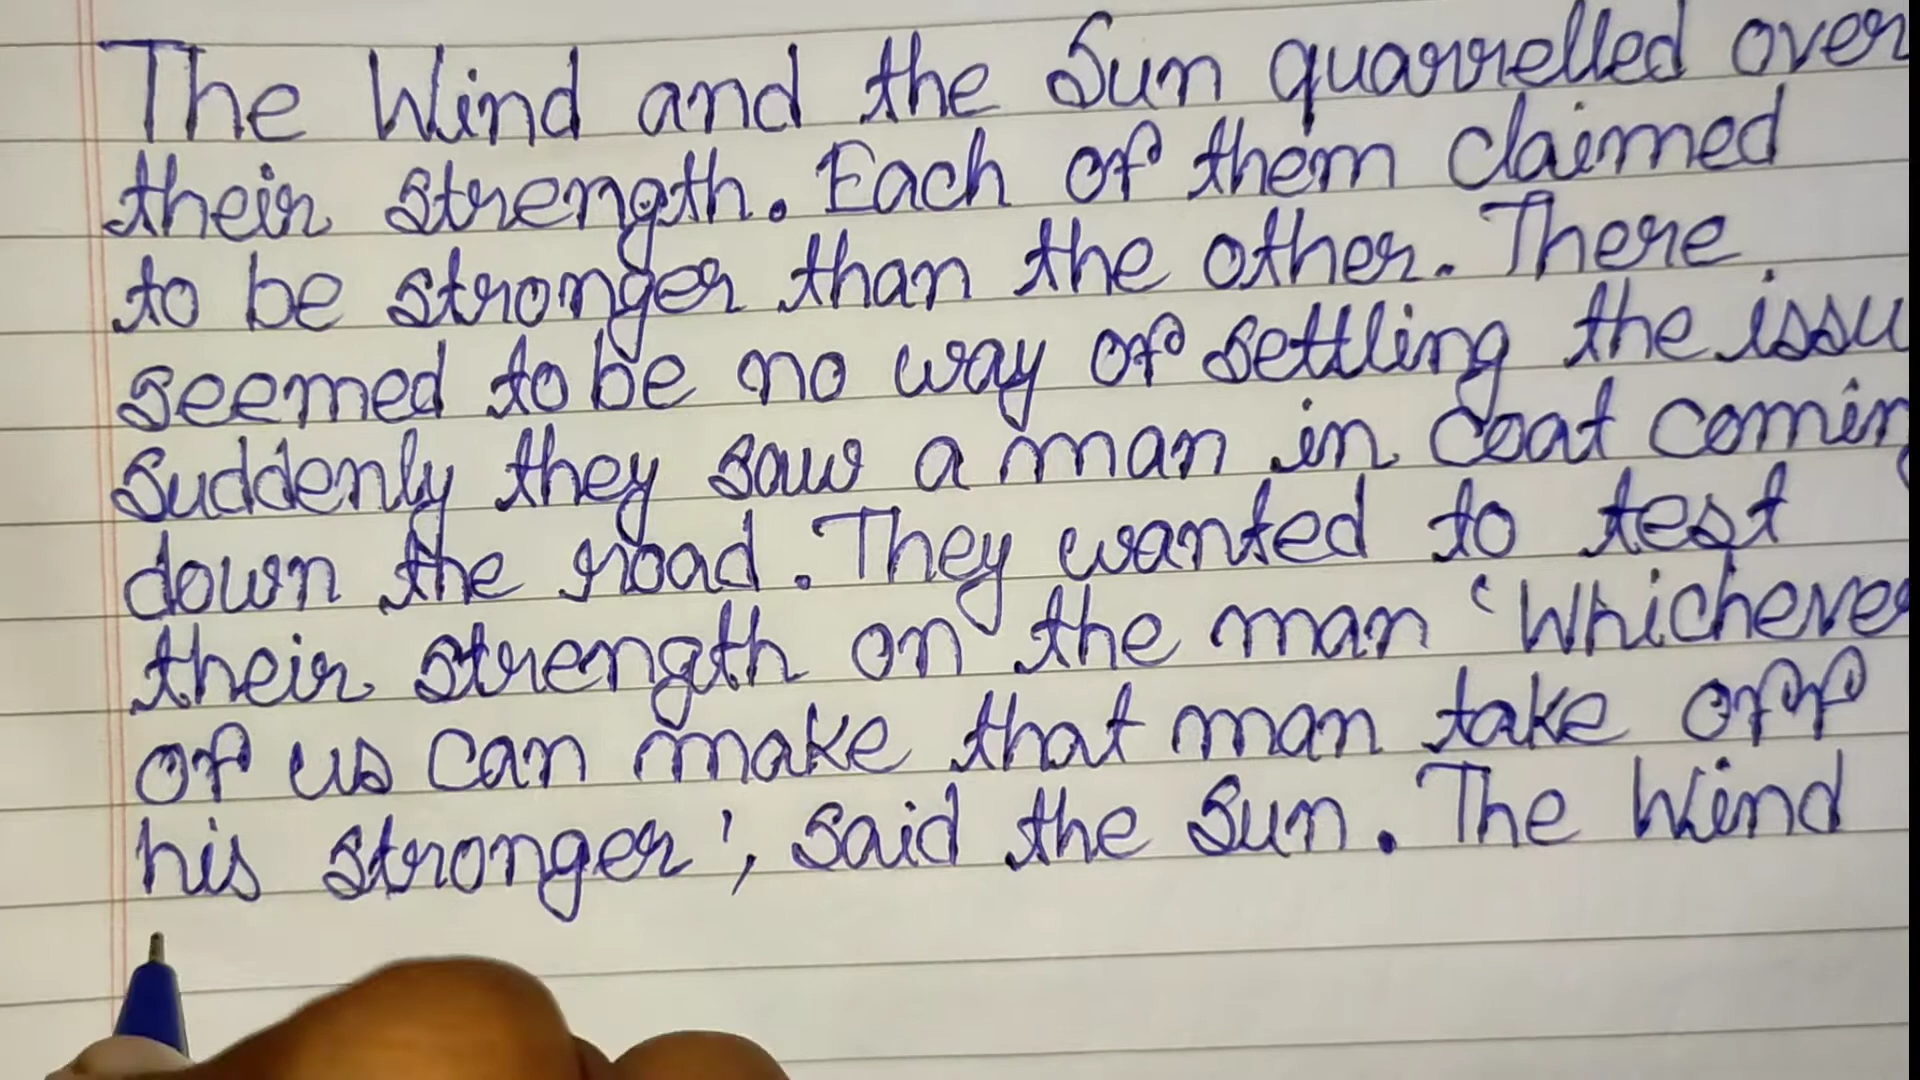 The Wind and the Sun quarrelled over
their strength. Each of them claimed
to be stronger than the other. There
seemed to be no way of settling the issu
suddenly they saw a man in coat comin
down the road. They wanted to test
their strength on the man 'Whichever
of us can make that man take off
his stronger', said the Sun. The Wind